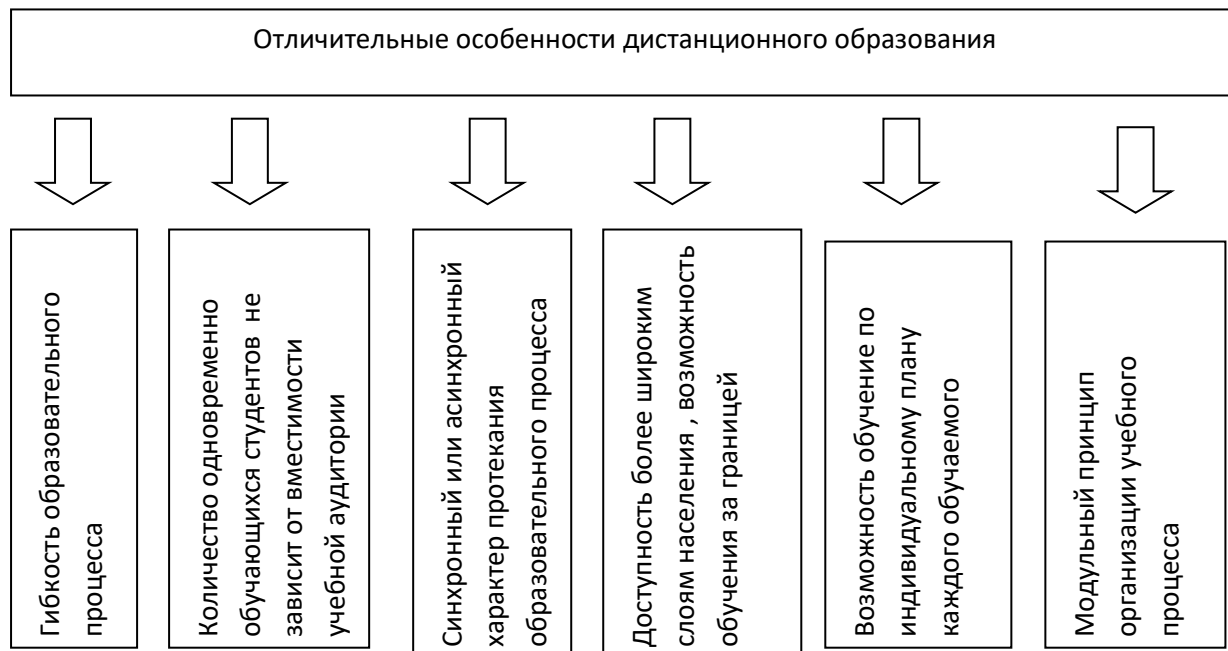 Отличительные особенности дистанционного образования
Гибкость образовательного
процесса
Количество одновременно
обучающихся студентов не
зависит от вместимости
учебной аудитории
Синхронный или асинхронный
характер протекания
образовательного процесса
Доступность более широким
слоям населения , возможность
обучения за границей
Возможность обучение по
индивидуальному плану
каждого обучаемого
Модульный принцип
организации учебного
процесса